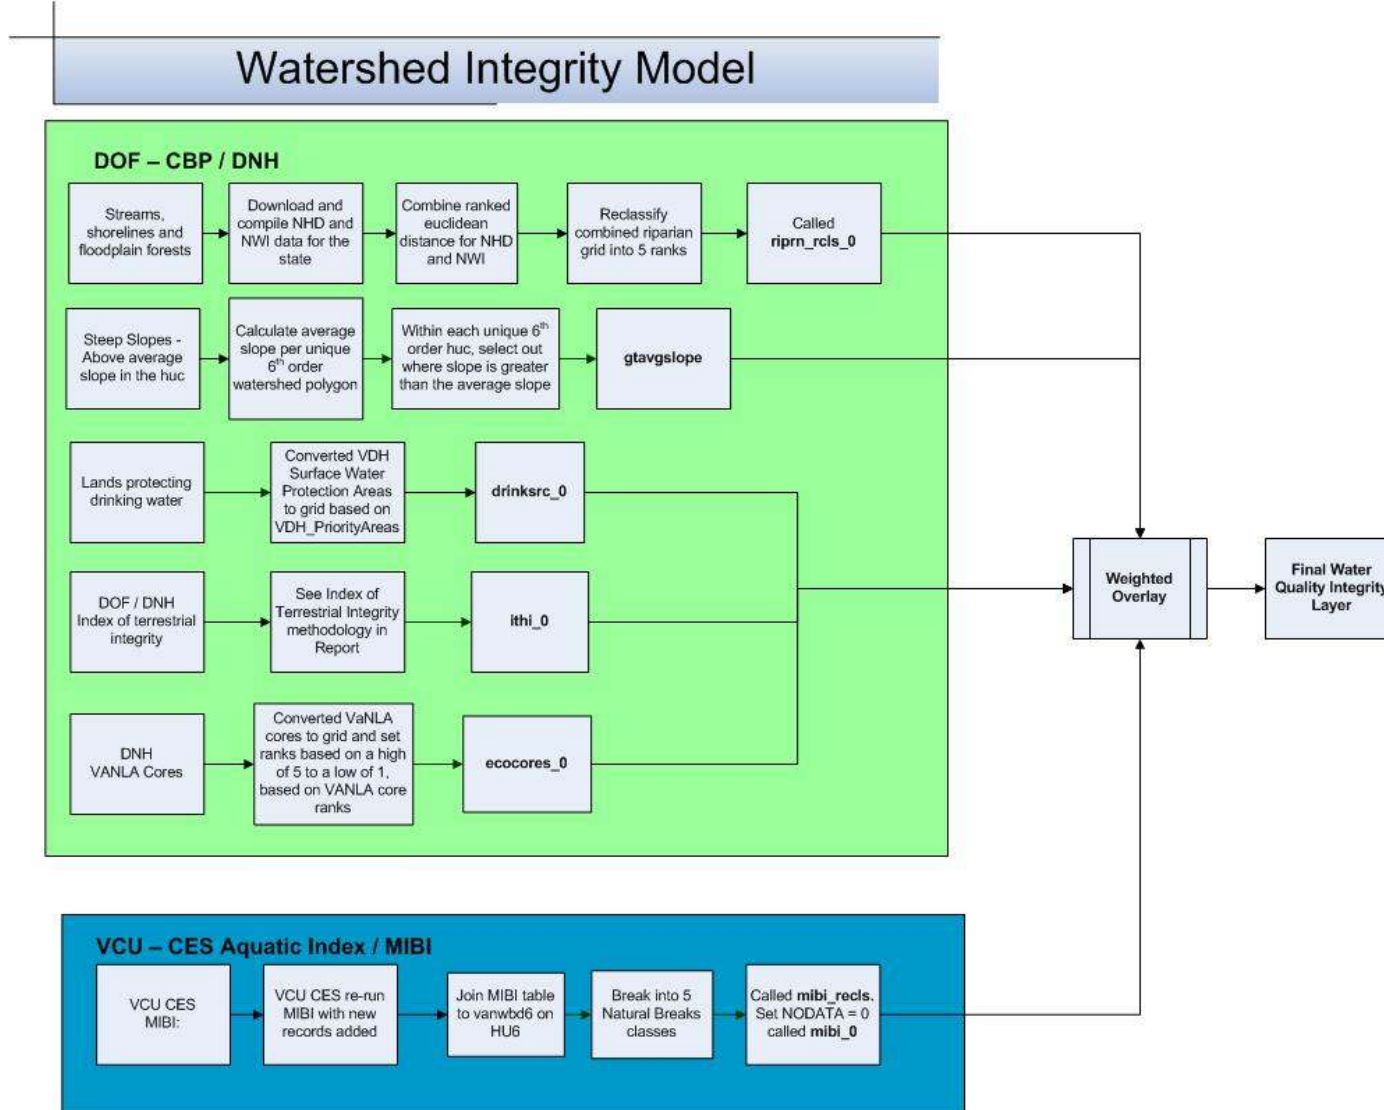 Watershed Integrity Model
DOF – CBP / DNH
Streams,
shorelines and
floodplain forests
Download and
compile NHD and
NWI data for the
state
Combine ranked
euclidean
distance for NHD
and NWI
Reclassify
combined riparian
grid into 5 ranks
Called
riprn_rcls_0
Steep Slopes -
Above average
slope in the huc
Calculate average
slope per unique
6th order
watershed polygon
Within each unique 6th
order huc, select out
where slope is greater
than the average slope
gtavgslope
Lands protecting
drinking water
Converted VDH
Surface Water
Protection Areas
to grid based on
VDH_PriorityAreas
drinksrc_0
DOF / DNH
Index of terrestrial
integrity
See Index of
Terrestrial Integrity
methodology in
Report
ithi_0
DNH
VANLA Cores
Converted VaNLA
cores to grid and set
ranks based on a high
of 5 to a low of 1,
based on VANLA core
ranks
ecocores_0
Weighted
Overlay
Final Water
Quality Integrity
Layer
VCU – CES Aquatic Index / MIBI
VCU CES
MIBI:
VCU CES re-run
MIBI with new
records added
Join MIBI table
to vanwbd6 on
HU6
Break into 5
Natural Breaks
classes
Called mibi_recls.
Set NODATA = 0
called mibi_0